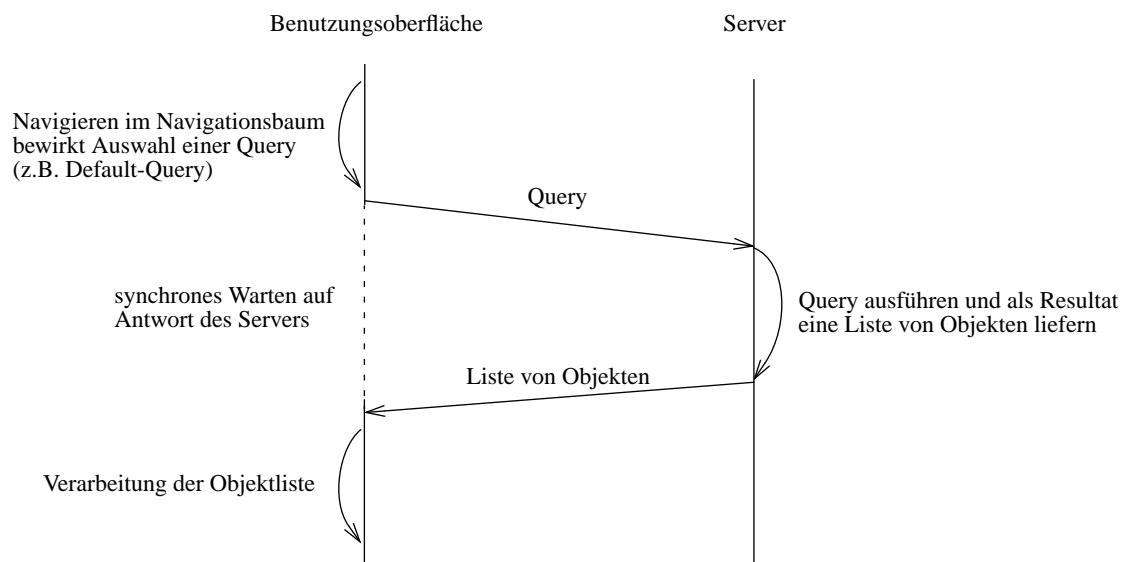 Benutzungsoberfläche
Server
Navigieren im Navigationsbaum
bewirkt Auswahl einer Query
(z.B. Default-Query)
Query
synchrones Warten auf
Antwort des Servers
Query ausführen und als Resultat
eine Liste von Objekten liefern
Liste von Objekten
Verarbeitung der Objektliste